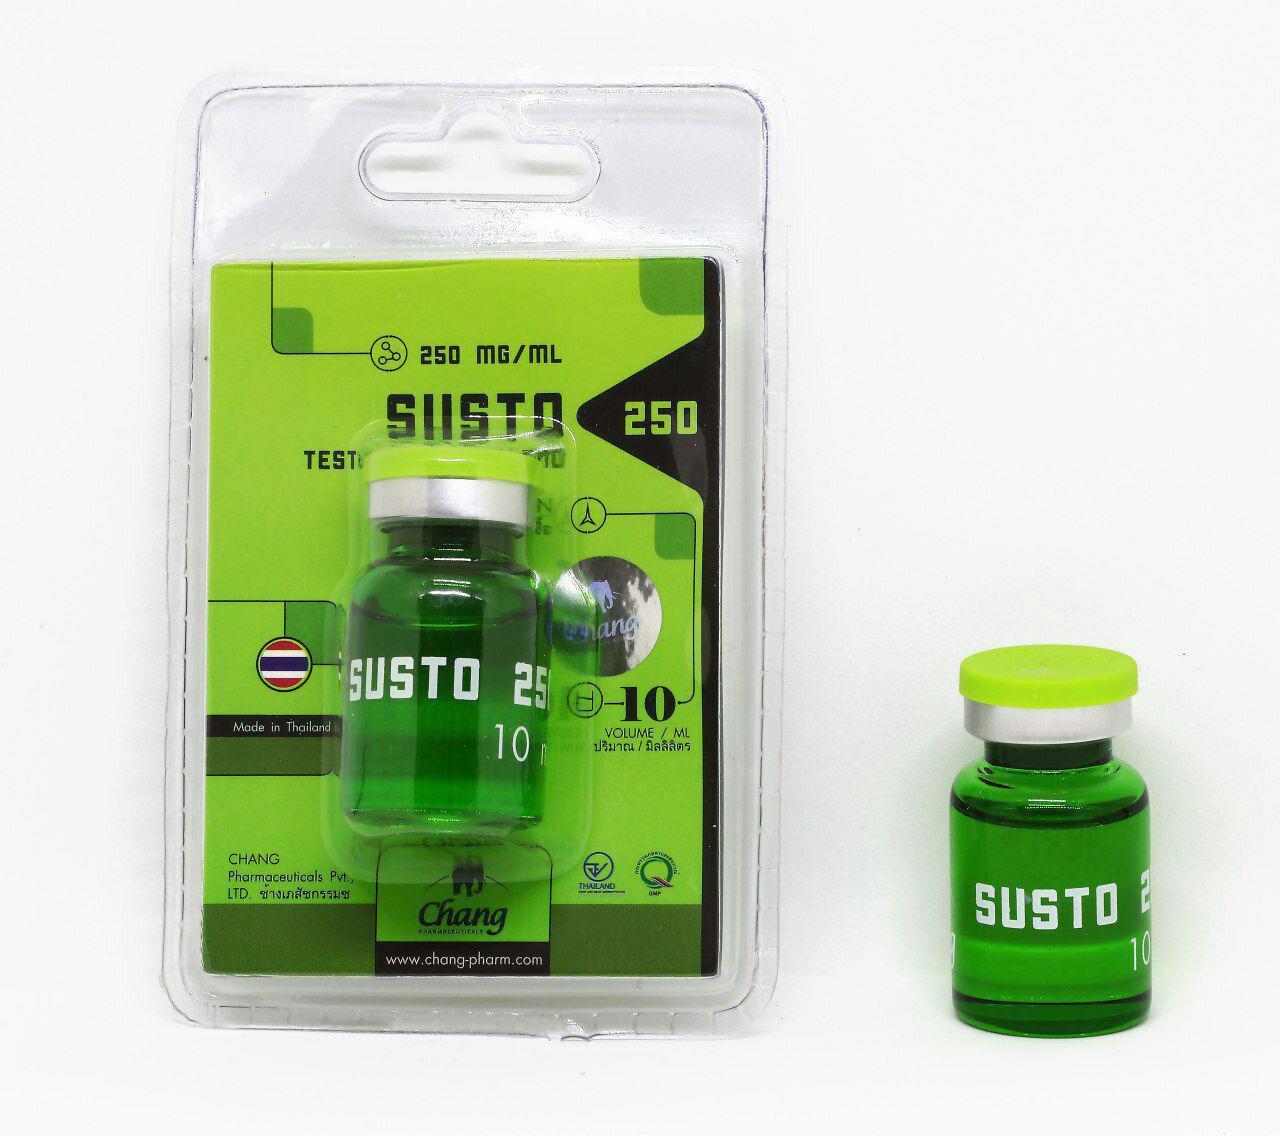 250 MG/ML
SUSTO 250
SUSTO 25
10
Made in Thailand
Chang
10
VOLUME / ML
ปริมาณ / มิลลิลิตร
CHANG
Pharmaceuticals Pvt.,
LTD. ช้างเภสัชกรรมช
Chang
PHARMACEUTICALS
www.chang-pharm.com
THAILAND
GMP
SUSTO 2
10